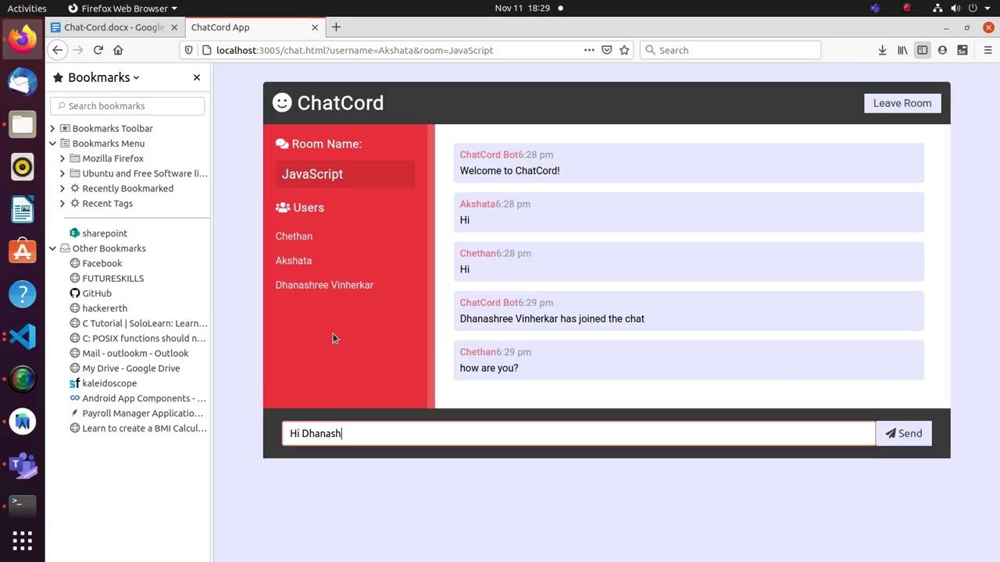 Activities
Firefox Web Browser
Nov 11 18:29
Chat-Cord.docx - Google
ChatCord App
localhost:3005/chat.html?username=Akshata&room=JavaScript
Search
Bookmarks
Search bookmarks
Bookmarks Toolbar
Bookmarks Menu
Mozilla Firefox
Ubuntu and Free Software li...
Recently Bookmarked
Recent Tags
sharepoint
Other Bookmarks
Facebook
FUTURESKILLS
GitHub
hackererth
C Tutorial | SoloLearn: Learn...
C: POSIX functions should n...
Mail - outlookm - Outlook
My Drive - Google Drive
kaleidoscope
Android App Components - ...
Payroll Manager Applicatio...
Learn to create a BMI Calcul...
ChatCord
Leave Room
Room Name:
JavaScript
Users
Chethan
Akshata
Dhanashree Vinherkar
ChatCord Bot6:28 pm
Welcome to ChatCord!
Akshata6:28 pm
Hi
Chethan6:28 pm
Hi
ChatCord Bot6:29 pm
Dhanashree Vinherkar has joined the chat
Chethan6:29 pm
how are you?
Hi Dhanash
Send